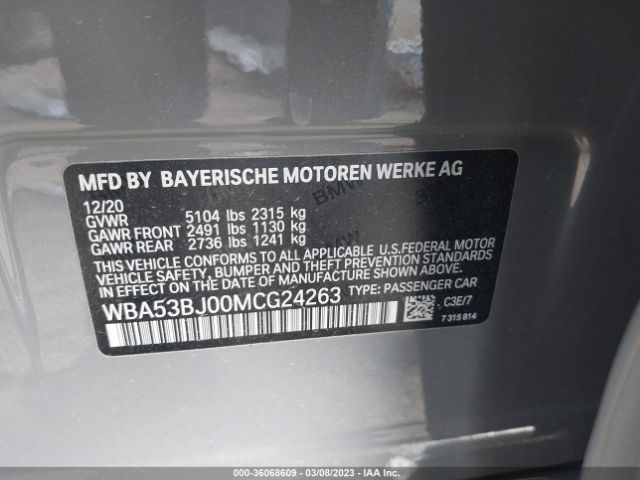 MFD BY BAYERISCHE MOTOREN WERKE AG
12/20
GVWR 5104 lbs 2315 kg
GAWR FRONT 2491 lbs 1130 kg
GAWR REAR 2736 lbs 1241 kg
THIS VEHICLE CONFORMS TO ALL APPLICABLE U.S.FEDERAL MOTOR
VEHICLE SAFETY, BUMPER AND THEFT PREVENTION STANDARDS
IN EFFECT ON THE DATE OF MANUFACTURE SHOWN ABOVE.
WBA53BJ00MCG24263 TYPE: PASSENGER CAR
C3E/7
7 315 814
BMW
000-36068609 - 03/08/2023 - IAA Inc.